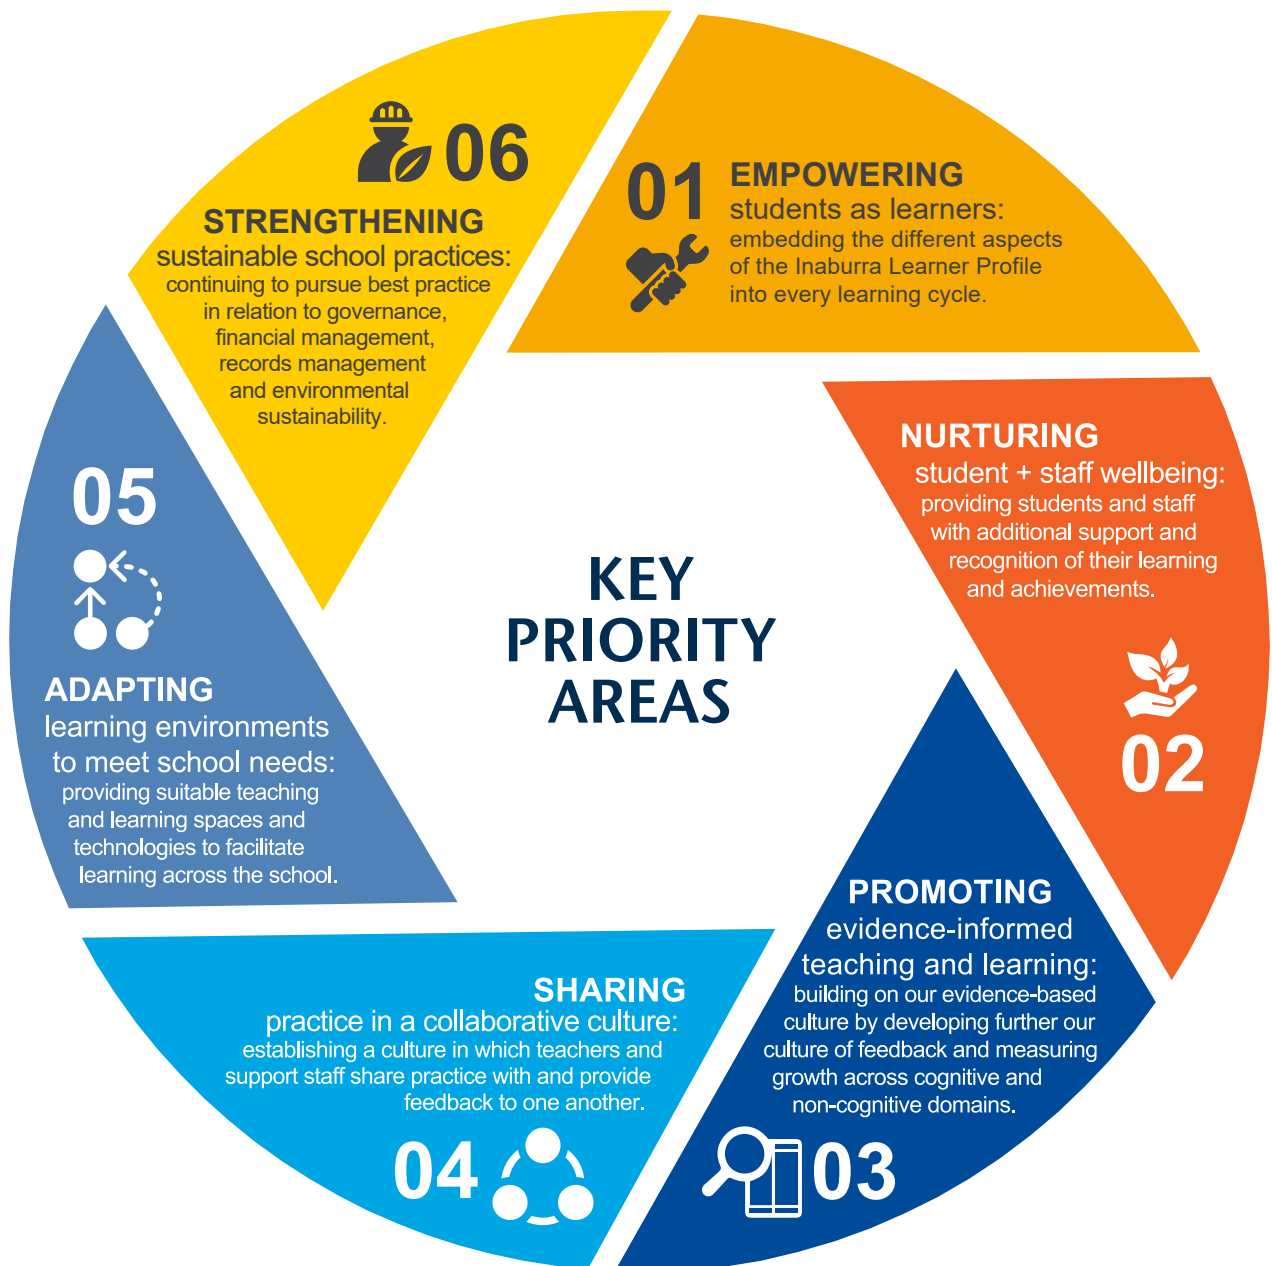 KEY
PRIORITY
AREAS
01
EMPOWERING
students as learners:
embedding the different aspects
of the Inaburra Learner Profile
into every learning cycle.
NURTURING
student + staff wellbeing:
providing students and staff
with additional support and
recognition of their learning
and achievements.
02
PROMOTING
evidence-informed
teaching and learning:
building on our evidence-based
culture by developing further our
culture of feedback and measuring
growth across cognitive and
non-cognitive domains.
03
SHARING
practice in a collaborative culture:
establishing a culture in which teachers and
support staff share practice with and provide
feedback to one another.
04
05
ADAPTING
learning environments
to meet school needs:
providing suitable teaching
and learning spaces and
technologies to facilitate
learning across the school.
06
STRENGTHENING
sustainable school practices:
continuing to pursue best practice
in relation to governance,
financial management,
records management
and environmental
sustainability.